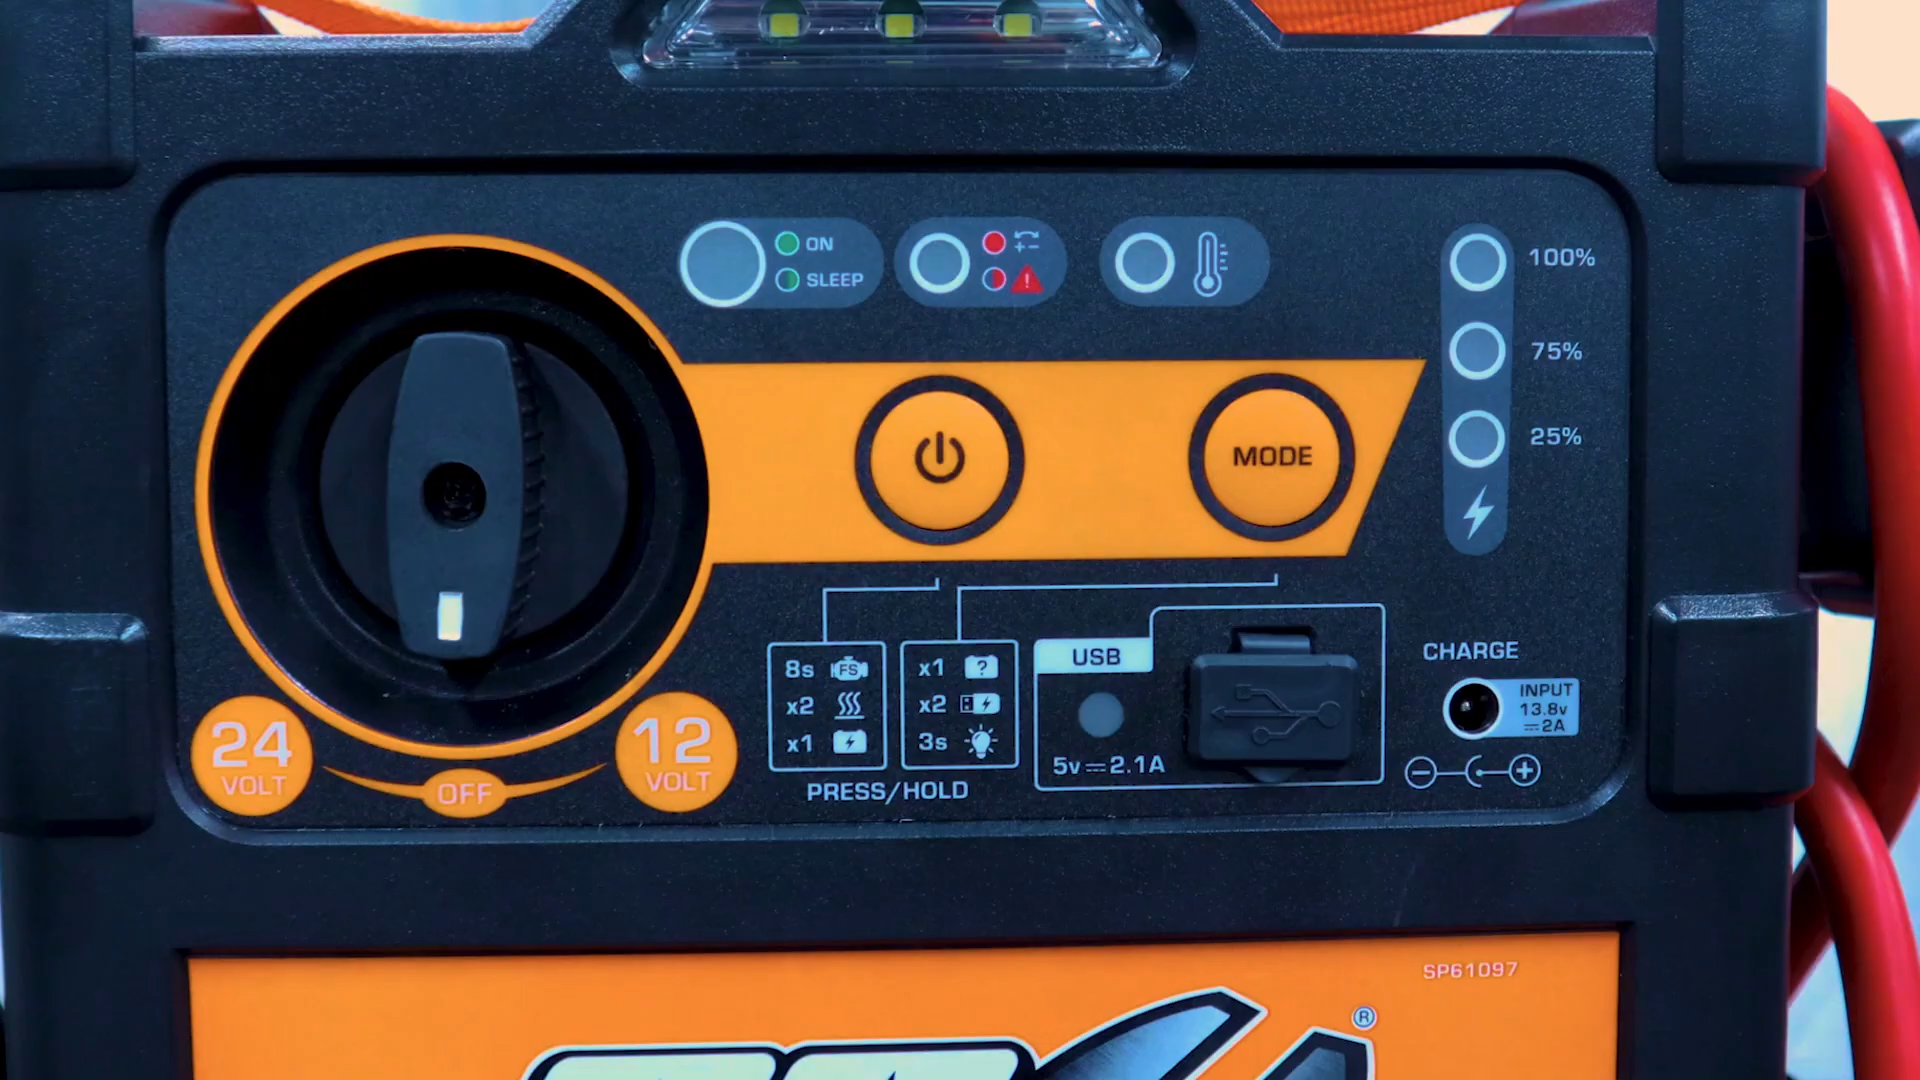 ON
SLEEP
100%
75%
25%
MODE
8s FS
x2
x1
x1 ?
x2
3s
PRESS/HOLD
USB
5v 2.1A
CHARGE
INPUT
13.8v
2A
24
VOLT
OFF
12
VOLT
SP61097
®